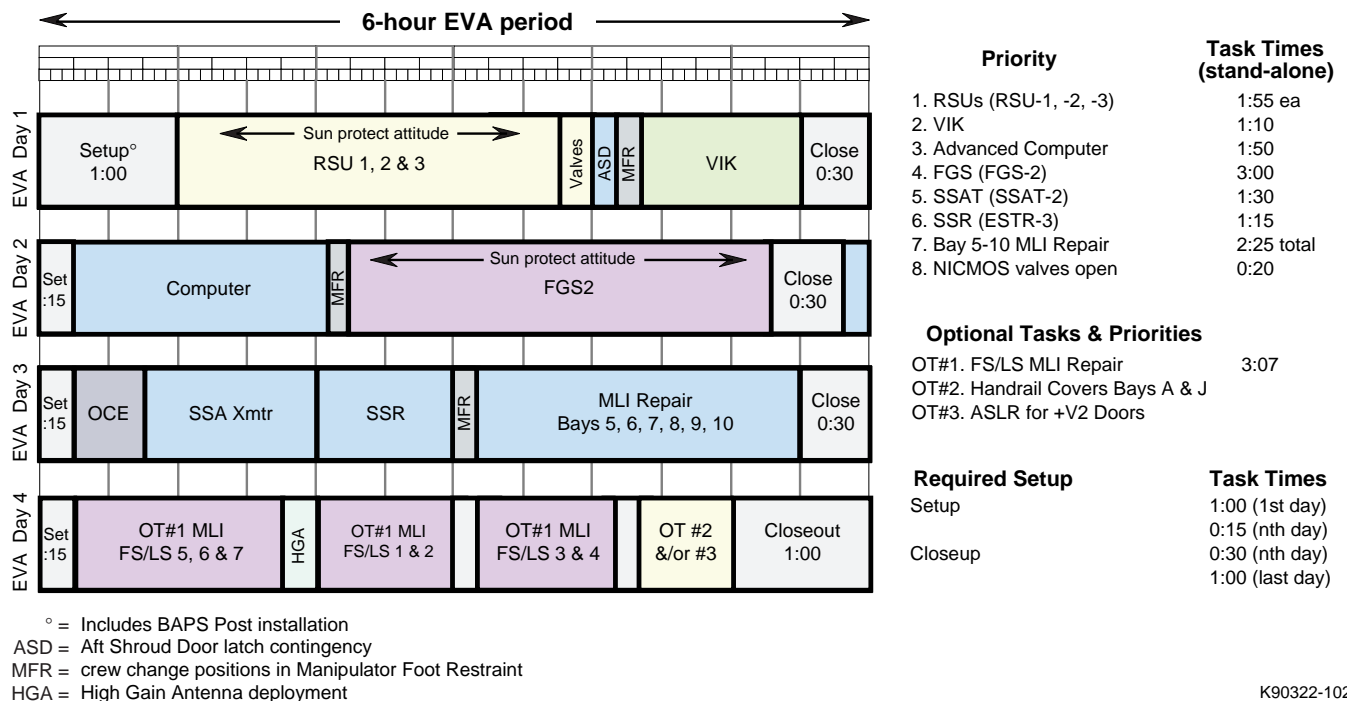 6-hour EVA period
EVA Day 1
Setup°
1:00
Sun protect attitude
RSU 1, 2 & 3
Valves
ASD
MFR
VIK
Close
0:30
EVA Day 2
Set
:15
Computer
MFR
Sun protect attitude
FGS2
Close
0:30
EVA Day 3
Set
:15
OCE
SSA Xmtr
SSR
MFR
MLI Repair
Bays 5, 6, 7, 8, 9, 10
Close
0:30
EVA Day 4
Set
:15
OT#1 MLI
FS/LS 5, 6 & 7
HGA
OT#1 MLI
FS/LS 1 & 2
OT#1 MLI
FS/LS 3 & 4
OT #2
&/or #3
Closeout
1:00
° = Includes BAPS Post installation
ASD = Aft Shroud Door latch contingency
MFR = crew change positions in Manipulator Foot Restraint
HGA = High Gain Antenna deployment
Priority Task Times
(stand-alone)
1. RSUs (RSU-1, -2, -3) 1:55 ea
2. VIK 1:10
3. Advanced Computer 1:50
4. FGS (FGS-2) 3:00
5. SSAT (SSAT-2) 1:30
6. SSR (ESTR-3) 1:15
7. Bay 5-10 MLI Repair 2:25 total
8. NICMOS valves open 0:20
Optional Tasks & Priorities
OT#1. FS/LS MLI Repair 3:07
OT#2. Handrail Covers Bays A & J
OT#3. ASLR for +V2 Doors
Required Setup Task Times
Setup 1:00 (1st day)
0:15 (nth day)
Closeup 0:30 (nth day)
1:00 (last day)
K90322-102